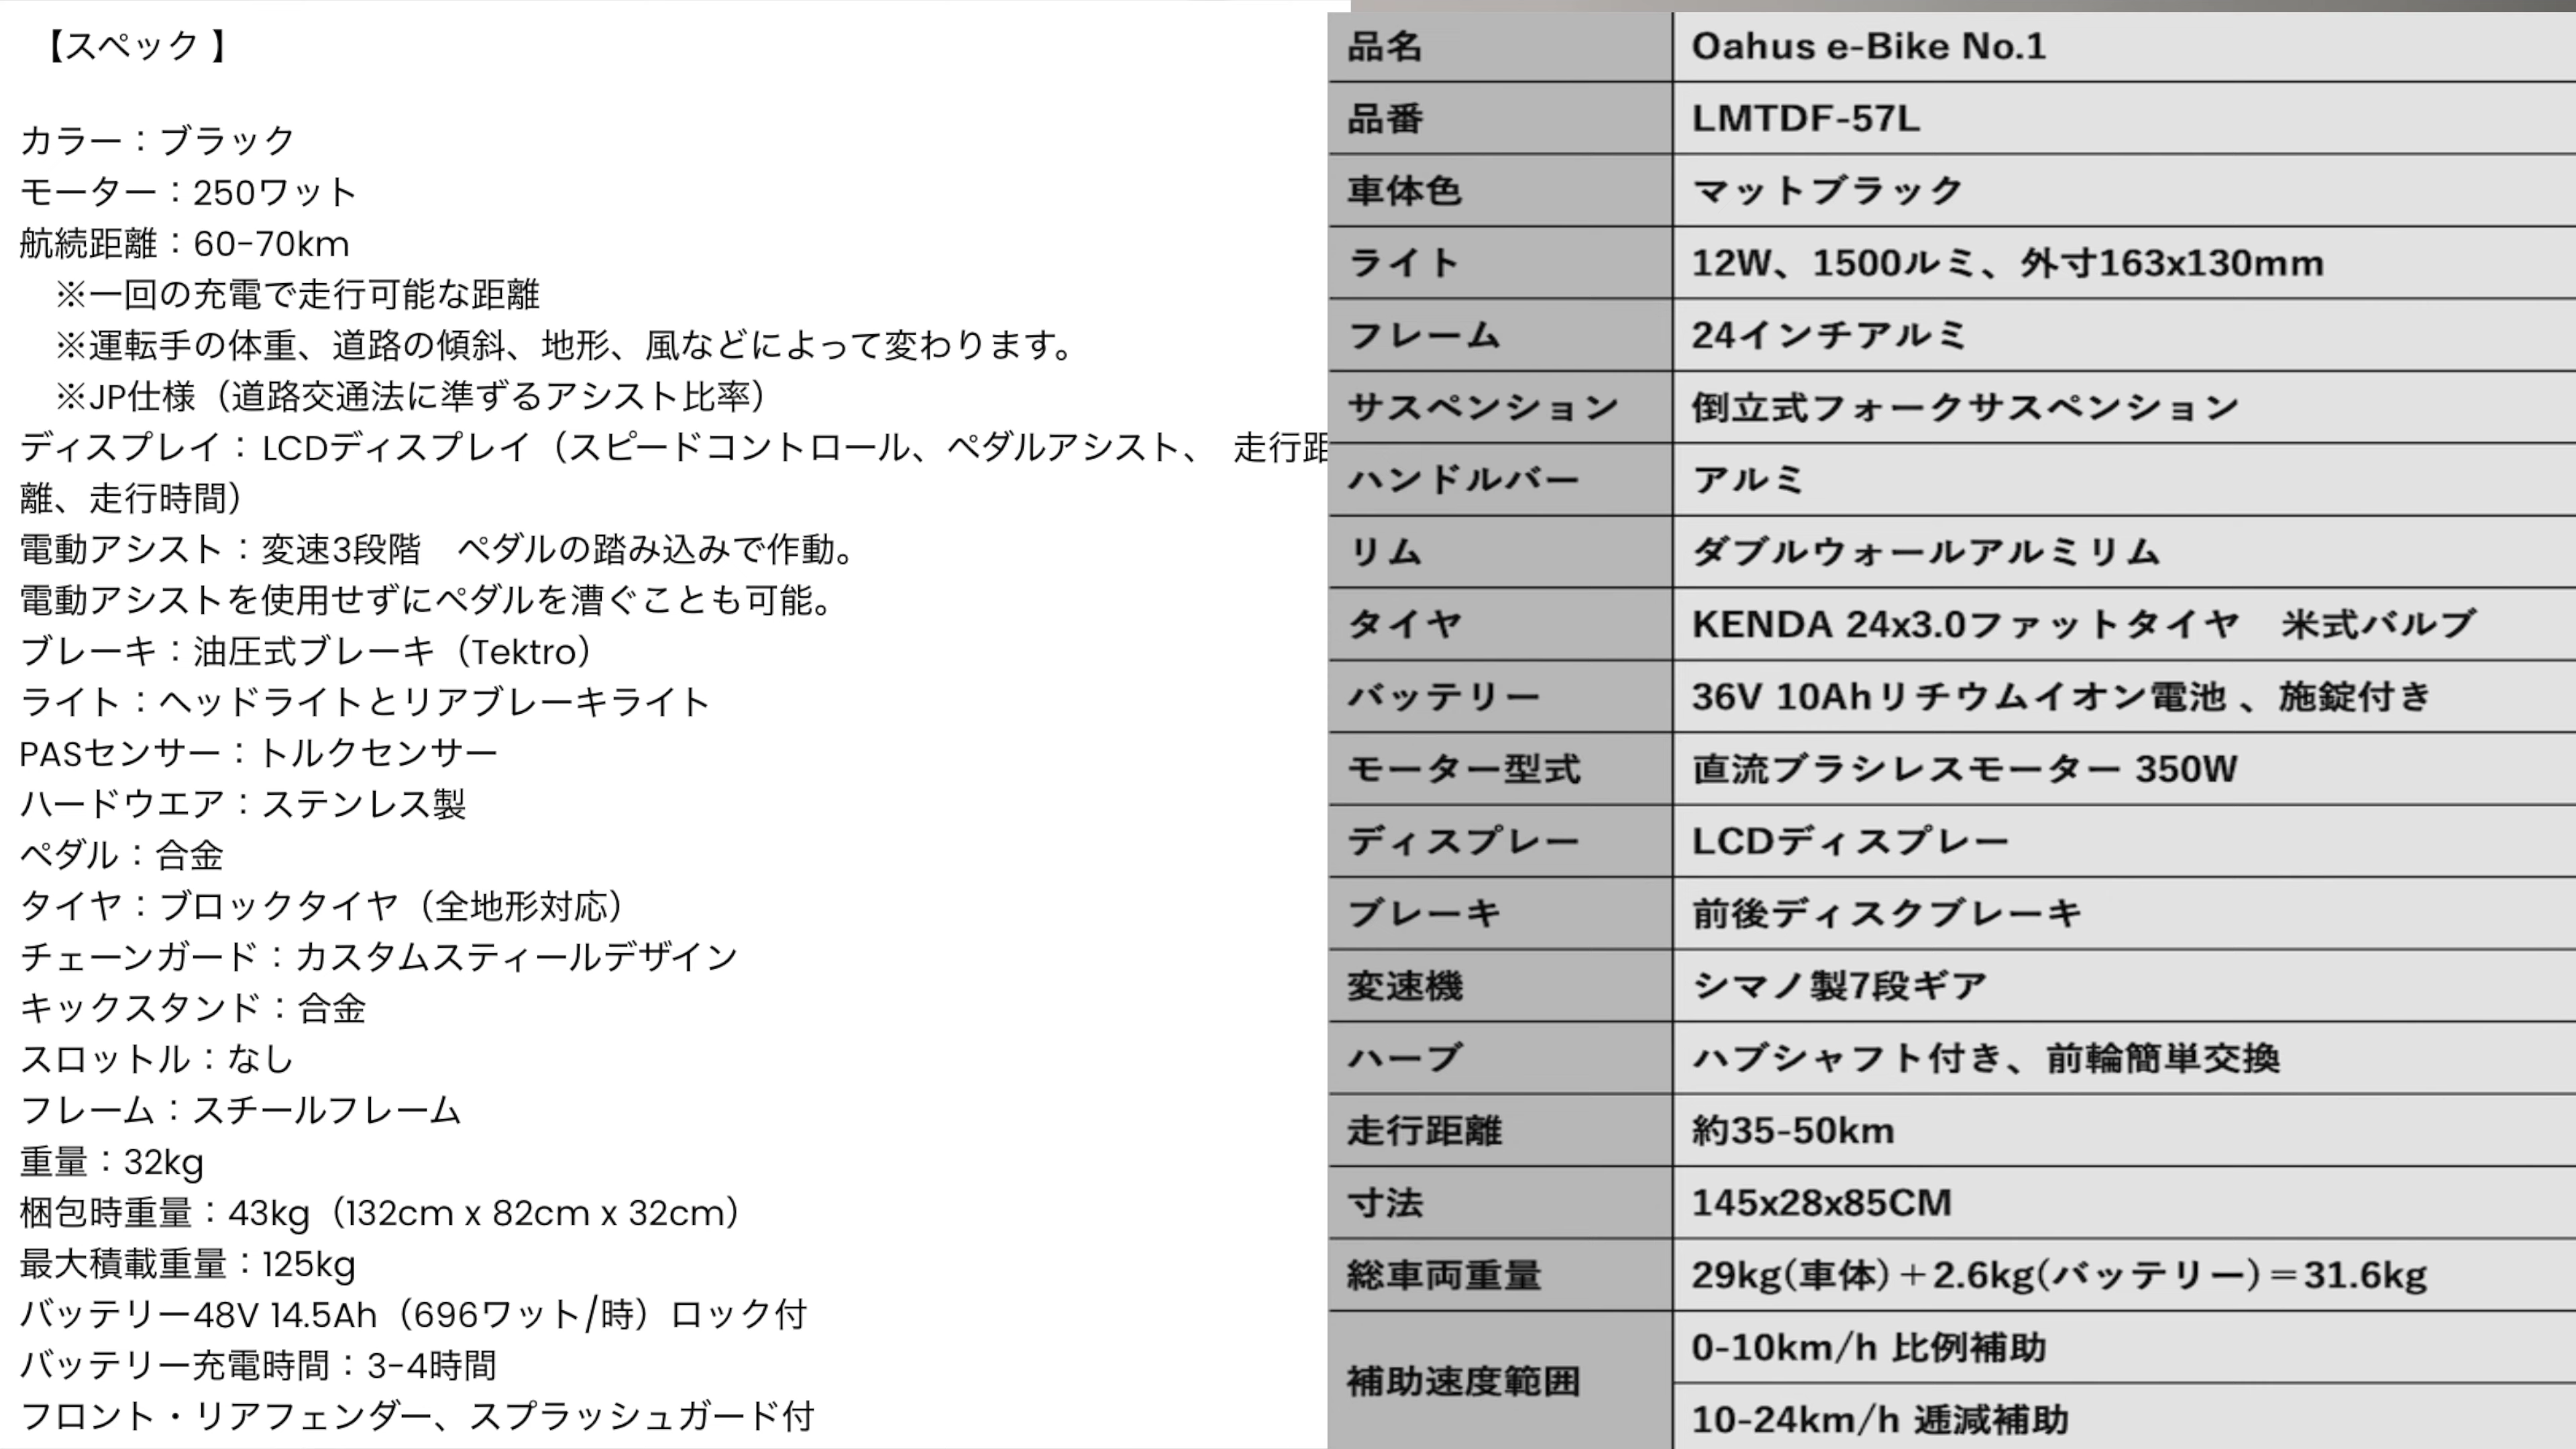 【スペック 】
カラー：ブラック
モーター：250ワット
航続距離：60-70km
※一回の充電で走行可能な距離
※運転手の体重、道路の傾斜、地形、風などによって変わります。
※JP仕様（道路交通法に準ずるアシスト比率）
ディスプレイ：LCDディスプレイ（スピードコントロール、ペダルアシスト、 走行距
離、走行時間）
電動アシスト：変速3段階　ペダルの踏み込みで作動。
電動アシストを使用せずにペダルを漕ぐことも可能。
ブレーキ：油圧式ブレーキ（Tektro）
ライト：ヘッドライトとリアブレーキライト
PASセンサー：トルクセンサー
ハードウエア：ステンレス製
ペダル：合金
タイヤ：ブロックタイヤ（全地形対応）
チェーンガード：カスタムスティールデザイン
キックスタンド：合金
スロットル：なし
フレーム：スチールフレーム
重量：32kg
梱包時重量：43kg（132cm x 82cm x 32cm）
最大積載重量：125kg
バッテリー48V 14.5Ah（696ワット/時）ロック付
バッテリー充電時間：3-4時間
フロント・リアフェンダー、スプラッシュガード付
品名 Oahus e-Bike No.1
品番 LMTDF-57L
車体色 マットブラック
ライト 12W、1500ルミ、外寸163x130mm
フレーム 24インチアルミ
サスペンション 倒立式フォークサスペンション
ハンドルバー アルミ
リム ダブルウォールアルミリム
タイヤ KENDA 24x3.0ファットタイヤ　米式バルブ
バッテリー 36V 10Ahリチウムイオン電池 、施錠付き
モーター型式 直流ブラシレスモーター 350W
ディスプレー LCDディスプレー
ブレーキ 前後ディスクブレーキ
変速機 シマノ製7段ギア
ハーブ ハブシャフト付き、前輪簡単交換
走行距離 約35-50km
寸法 145x28x85CM
総車両重量 29kg(車体)＋2.6kg(バッテリー)＝31.6kg
補助速度範囲 0-10km/h 比例補助
10-24km/h 逓減補助